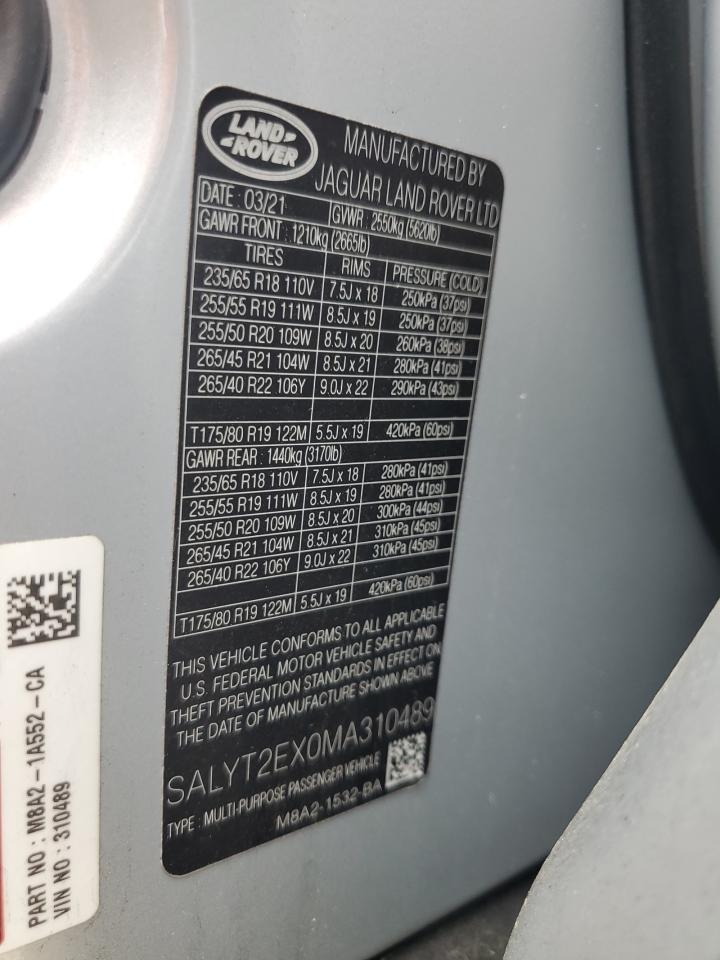 LAND ROVER
MANUFACTURED BY
JAGUAR LAND ROVER LTD
DATE : 03/21 GVWR : 2550kg (5620lb)
GAWR FRONT : 1210kg (2665lb)
TIRES RIMS PRESSURE (COLD)
235/65 R18 110V 7.5J x 18 250kPa (37psi)
255/55 R19 111W 8.5J x 19 250kPa (37psi)
255/50 R20 109W 8.5J x 20 260kPa (38psi)
265/45 R21 104W 8.5J x 21 280kPa (41psi)
265/40 R22 106Y 9.0J x 22 290kPa (43psi)
T175/80 R19 122M 5.5J x 19 420kPa (60psi)
GAWR REAR : 1440kg (3170lb)
235/65 R18 110V 7.5J x 18 280kPa (41psi)
255/55 R19 111W 8.5J x 19 280kPa (41psi)
255/50 R20 109W 8.5J x 20 300kPa (44psi)
265/45 R21 104W 8.5J x 21 310kPa (45psi)
265/40 R22 106Y 9.0J x 22 310kPa (45psi)
T175/80 R19 122M 5.5J x 19 420kPa (60psi)
THIS VEHICLE CONFORMS TO ALL APPLICABLE
U.S. FEDERAL MOTOR VEHICLE SAFETY AND
THEFT PREVENTION STANDARDS IN EFFECT ON
THE DATE OF MANUFACTURE SHOWN ABOVE
SALYT2EX0MA310489
TYPE : MULTI-PURPOSE PASSENGER VEHICLE
M8A2-1532-BA
PART NO : M8A2-1A552-CA
VIN NO : 310489